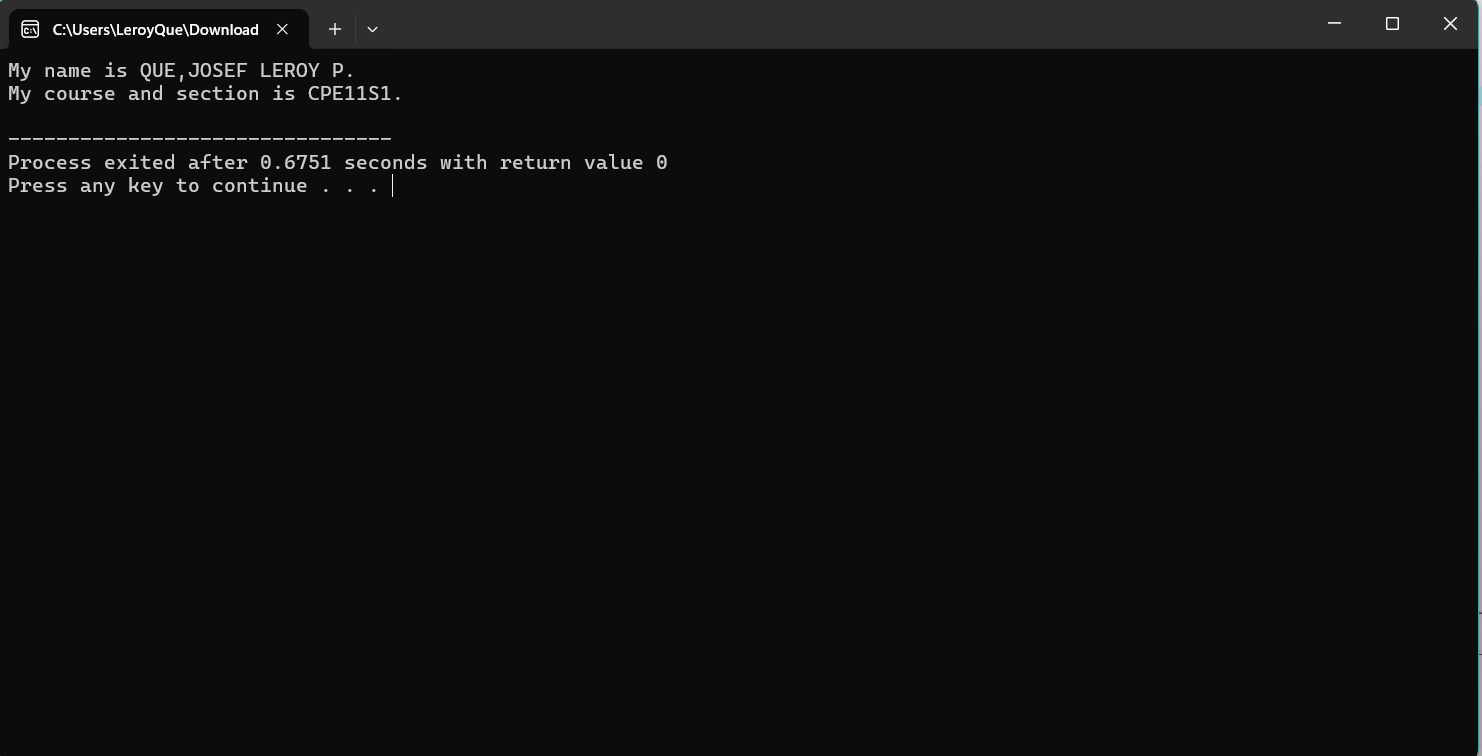 C:\Users\LeroyQue\Download
My name is QUE,JOSEF LEROY P.
My course and section is CPE11S1.
--------------------------------
Process exited after 0.6751 seconds with return value 0
Press any key to continue . . .